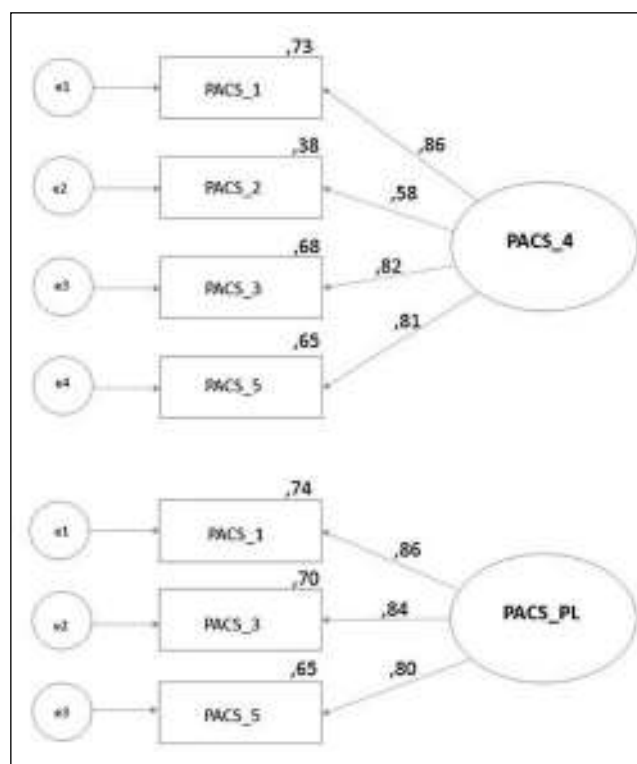 ,73
e1
PACS_1
,86
,38
e2
PACS_2
,58
PACS_4
,68
e3
PACS_3
,82
,65
e4
PACS_5
,81
,74
e1
PACS_1
,86
,70
e2
PACS_3
,84
PACS_PL
,65
e3
PACS_5
,80